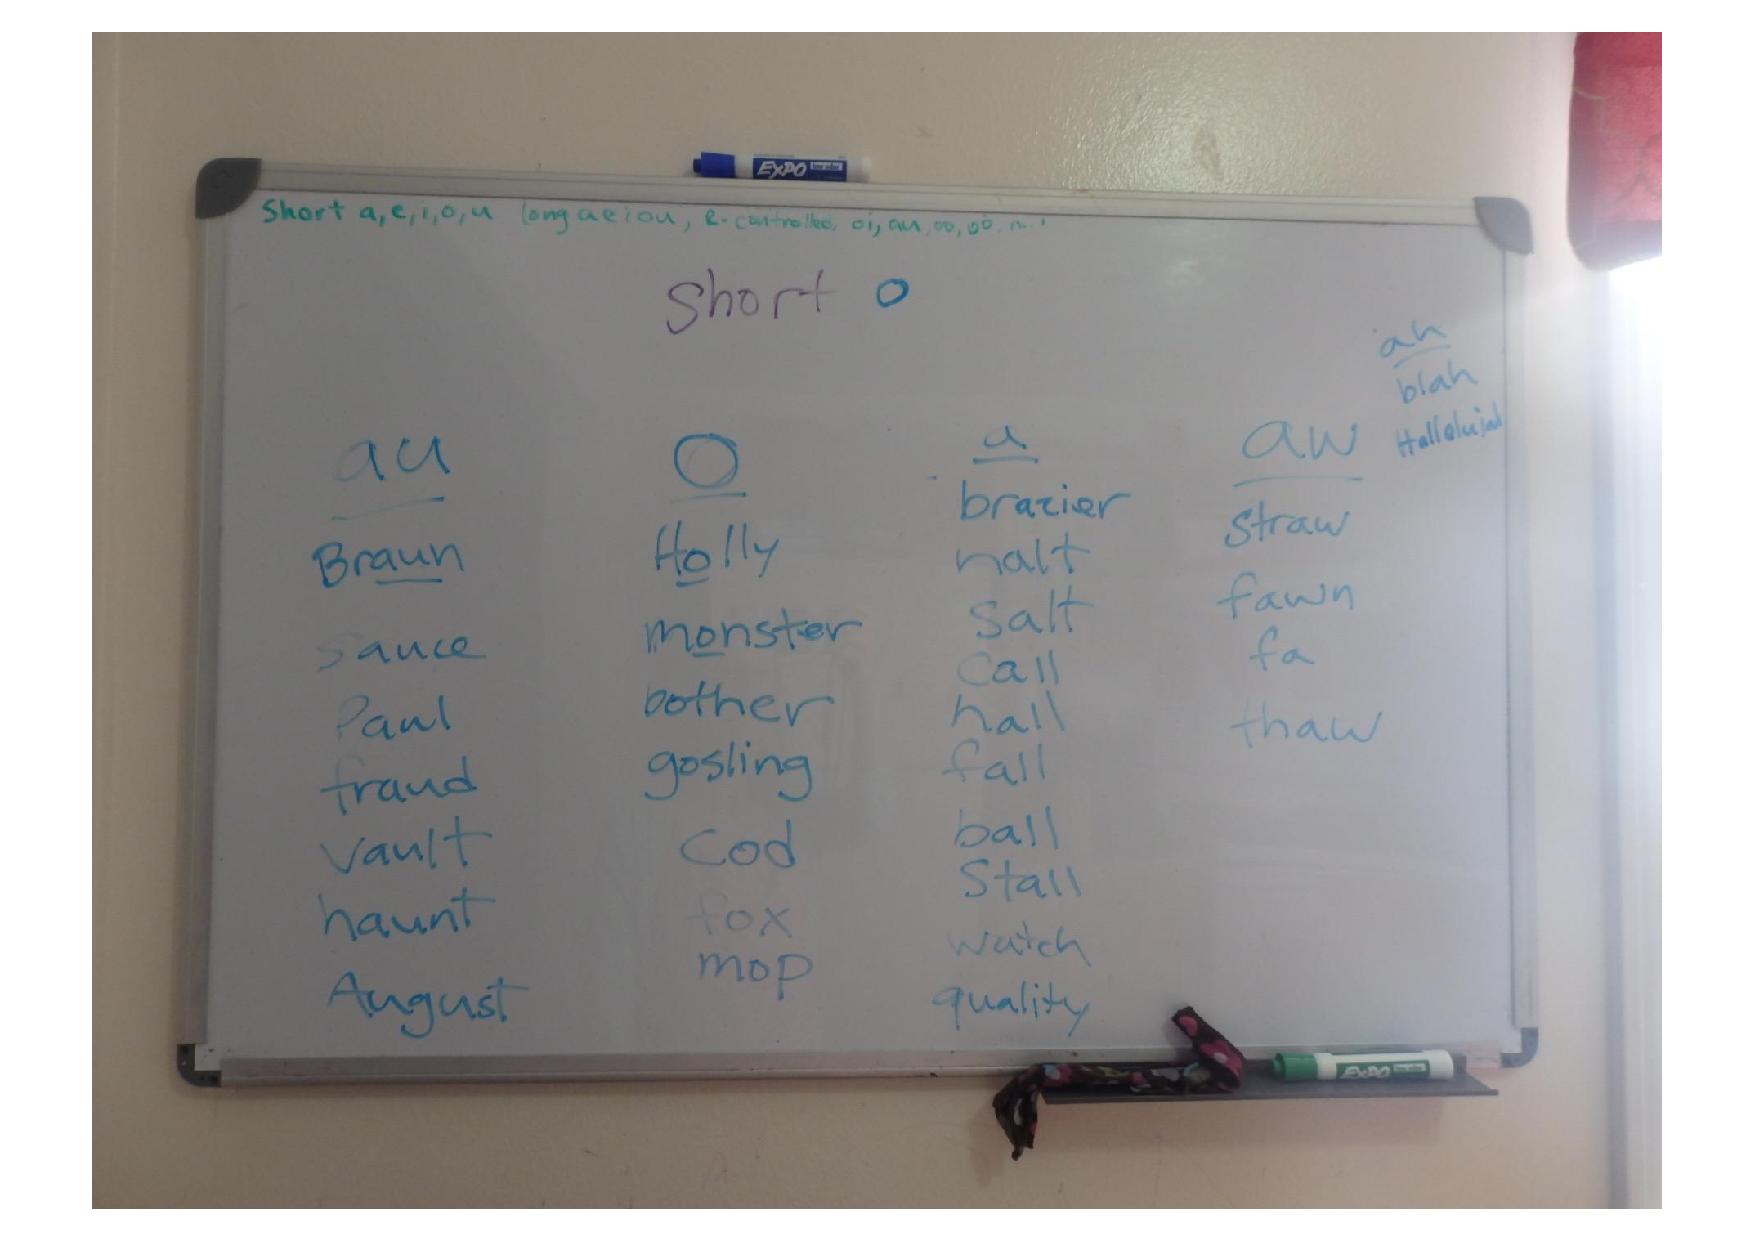 EXPO
Short a, e, i, o, u long a e i o u, R-controlled, oi, au, oo, oo,
Short o
ah
blah
Hallelujah
au
Braun
sauce
Paul
fraud
vault
haunt
August
O
Holly
monster
bother
gosling
Cod
fox
mop
a
brazier
halt
Salt
Call
hall
fall
ball
Stall
watch
quality
aw
straw
fawn
fa
thaw
EXPO